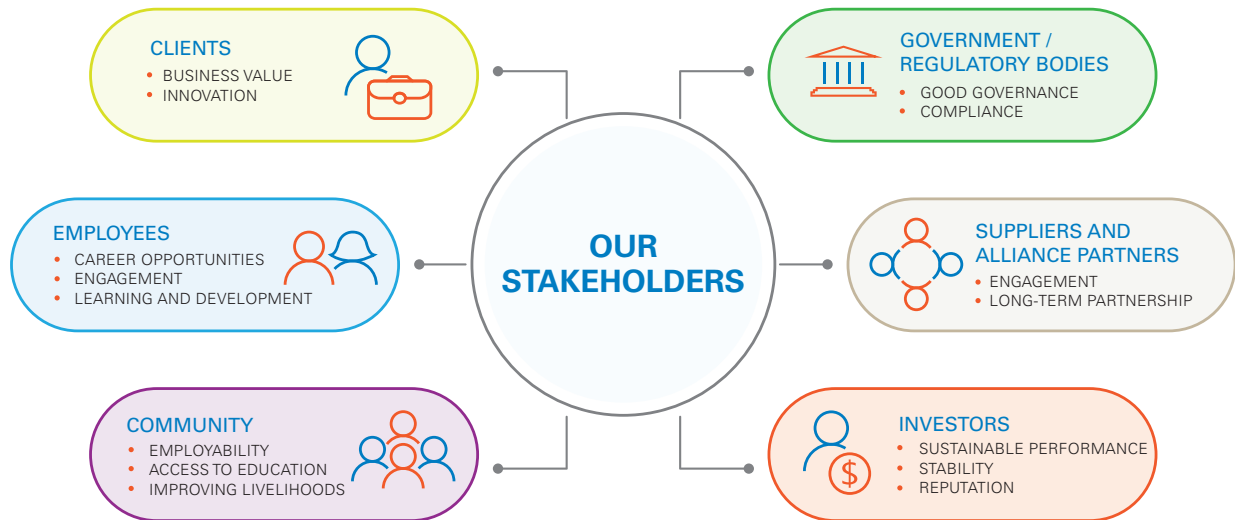 CLIENTS
• BUSINESS VALUE
• INNOVATION
GOVERNMENT /
REGULATORY BODIES
• GOOD GOVERNANCE
• COMPLIANCE
EMPLOYEES
• CAREER OPPORTUNITIES
• ENGAGEMENT
• LEARNING AND DEVELOPMENT
OUR
STAKEHOLDERS
SUPPLIERS AND
ALLIANCE PARTNERS
• ENGAGEMENT
• LONG-TERM PARTNERSHIP
COMMUNITY
• EMPLOYABILITY
• ACCESS TO EDUCATION
• IMPROVING LIVELIHOODS
$
INVESTORS
• SUSTAINABLE PERFORMANCE
• STABILITY
• REPUTATION